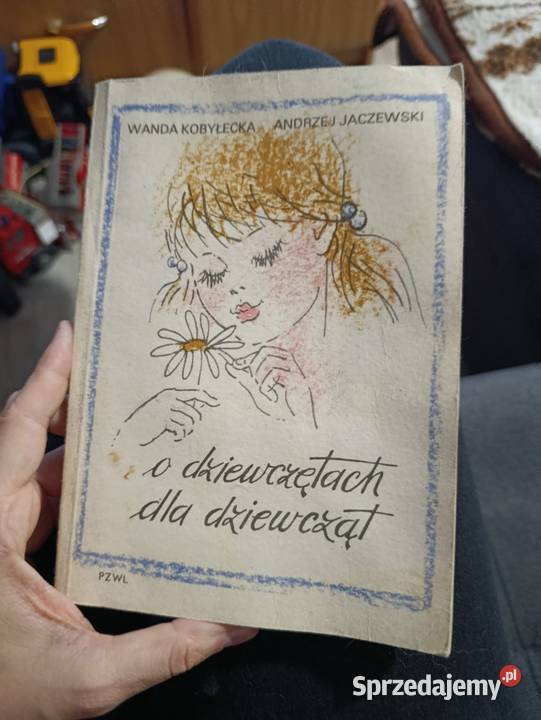 WANDA KOBYŁECKA ANDRZEJ JACZEWSKI
o dziewczętach
dla dziewcząt
PZWL
Sprzedajemy.pl